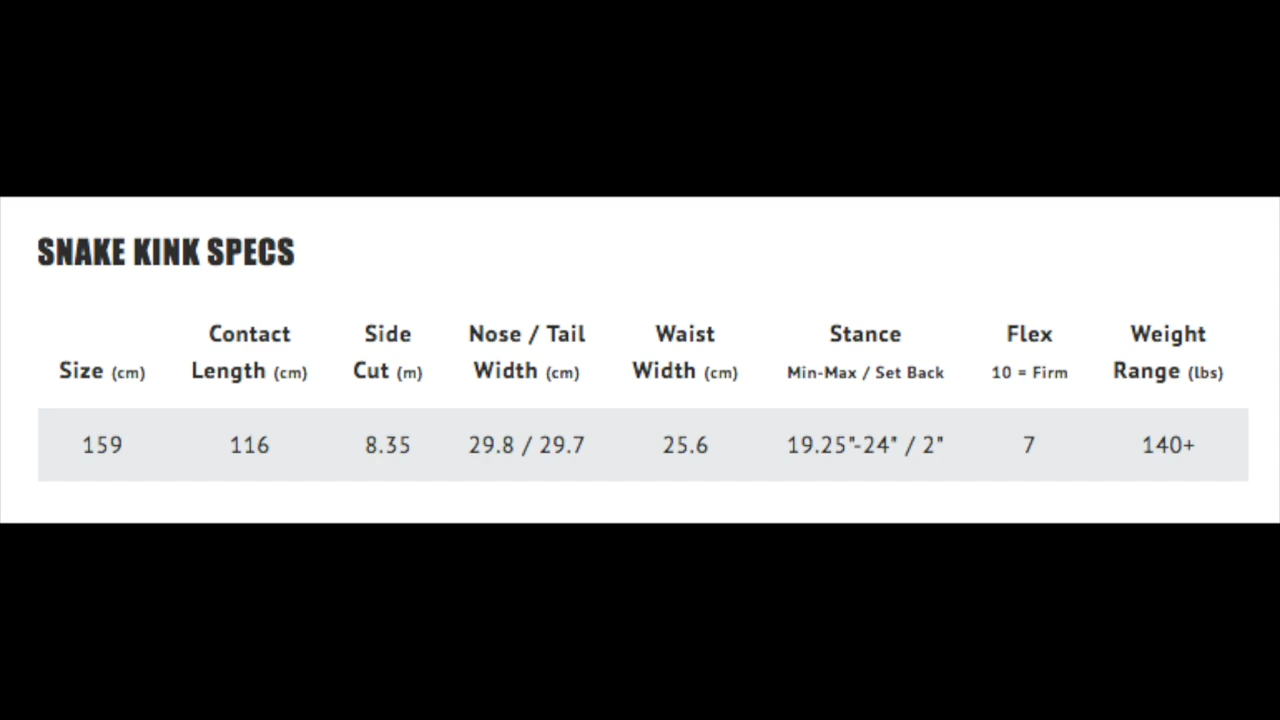 SNAKE KINK SPECS
Contact Side Nose / Tail Waist Stance Flex Weight
Size (cm) Length (cm) Cut (m) Width (cm) Width (cm) Min-Max / Set Back 10 = Firm Range (lbs)
159 116 8.35 29.8 / 29.7 25.6 19.25"-24" / 2" 7 140+